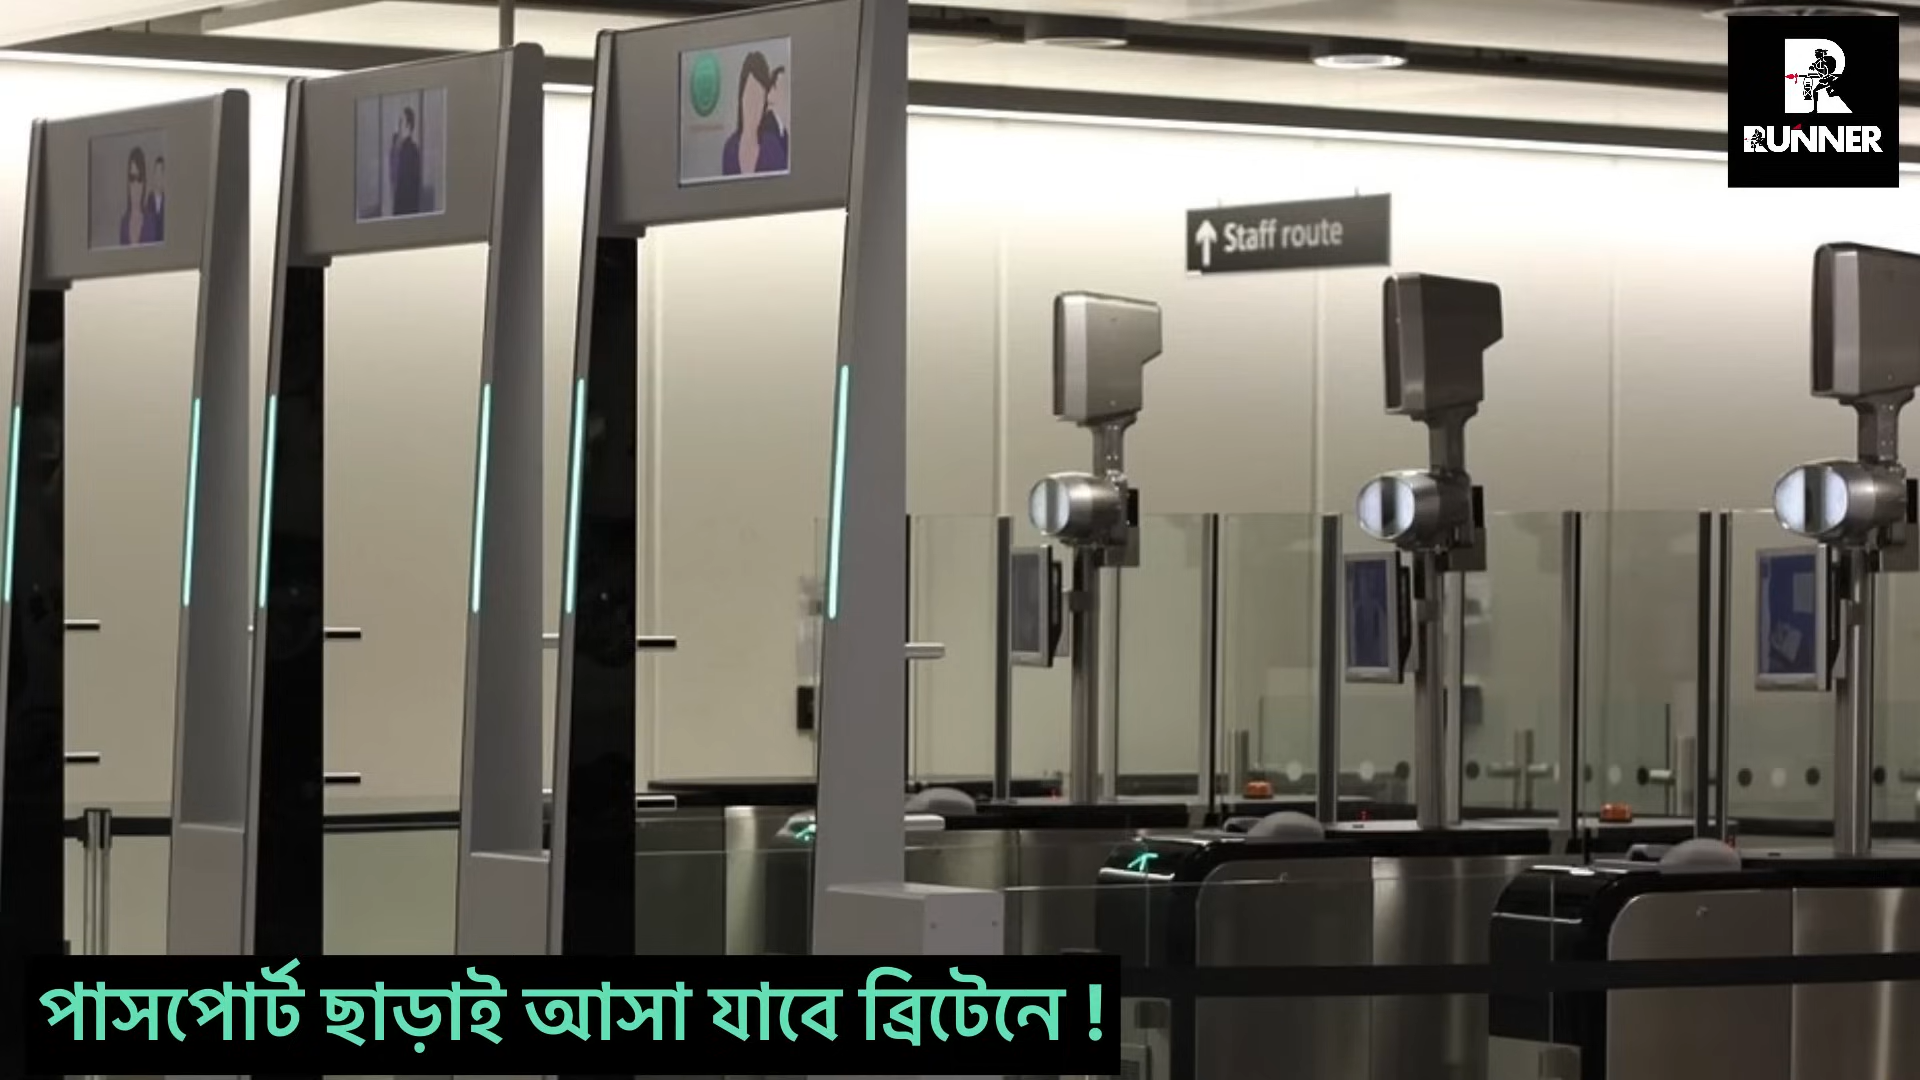 RUNNER
Staff route
পাসপোর্ট ছাড়াই আসা যাবে ব্রিটেনে !